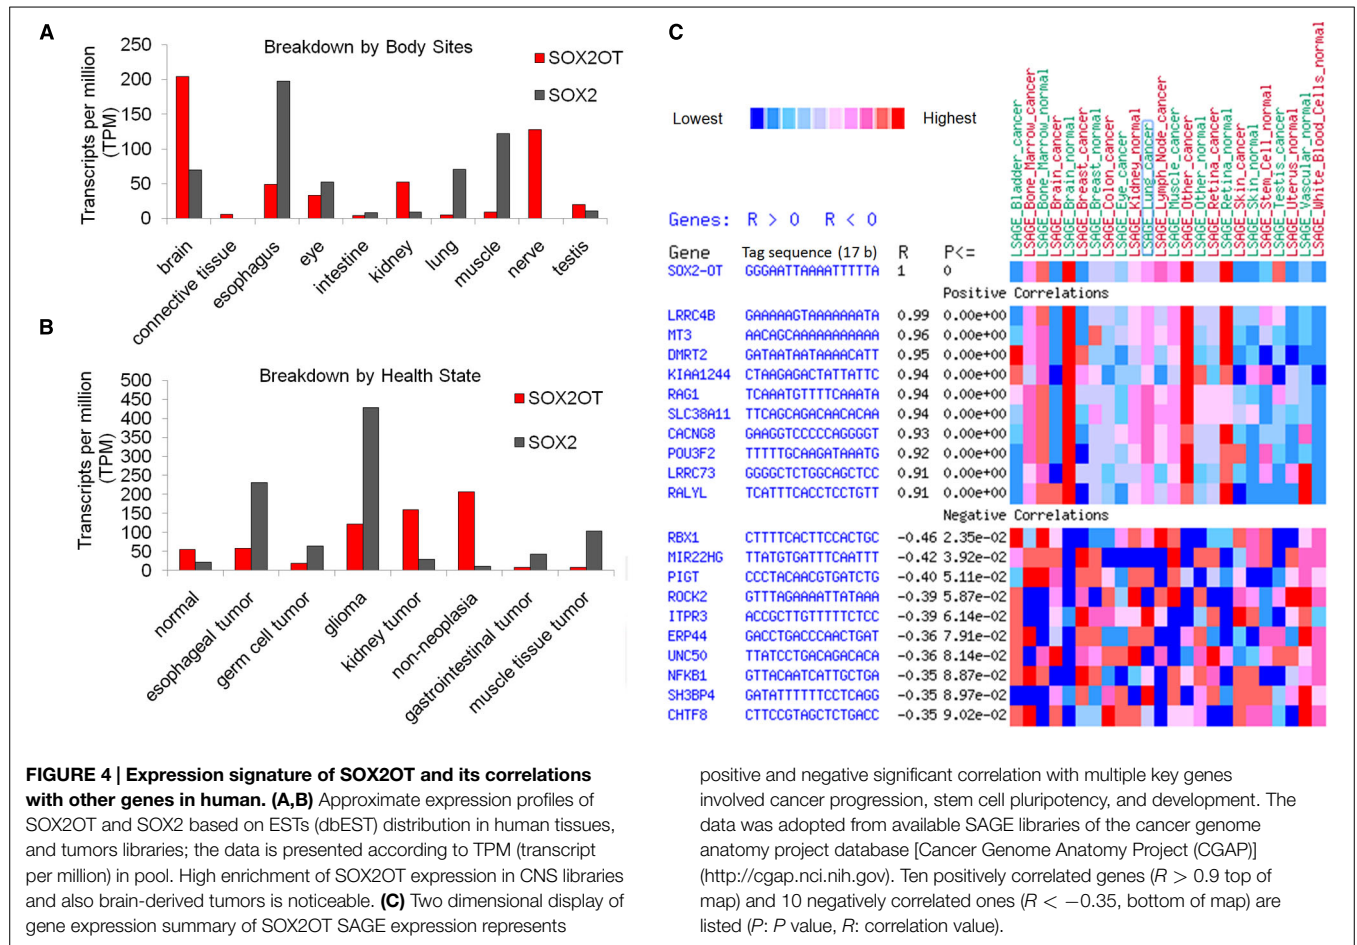 A
Breakdown by Body Sites
SOX2OT
SOX2
Transcripts per million
(TPM)
250
200
150
100
50
0
brain
connective tissue
esophagus
eye
intestine
kidney
lung
muscle
nerve
testis
B
Breakdown by Health State
SOX2OT
SOX2
Transcripts per million
(TPM)
500
450
400
350
300
250
200
150
100
50
0
normal
esophageal tumor
germ cell tumor
glioma
kidney tumor
non-neoplasia
gastrointestinal tumor
muscle tissue tumor
C
Lowest
Highest
LSAGE_Bladder_cancer
LSAGE_Bone_Marrow_cancer
LSAGE_Bone_Marrow_normal
LSAGE_Brain_cancer
LSAGE_Brain_normal
LSAGE_Breast_cancer
LSAGE_Breast_normal
LSAGE_Colon_cancer
LSAGE_Eye_cancer
LSAGE_Kidney_normal
LSAGE_Lung_cancer
LSAGE_Lymph_Node_cancer
LSAGE_Muscle_cancer
LSAGE_Other_cancer
LSAGE_Other_normal
LSAGE_Retina_cancer
LSAGE_Retina_normal
LSAGE_Skin_cancer
LSAGE_Skin_normal
LSAGE_Stem_Cell_normal
LSAGE_Testis_cancer
LSAGE_Uterus_normal
LSAGE_Vascular_normal
LSAGE_White_Blood_Cells_normal
Genes: R > 0 R < 0
Gene Tag sequence (17 b) R P<=
SOX2-OT GGGAATTAAAATTTTTA 1 0
Positive Correlations
LRRC4B GAAAAAGTAAAAAAATA 0.99 0.00e+00
MT3 AACAGCAAAAAAAAAAA 0.96 0.00e+00
DMRT2 GATAATAATAAAACATT 0.95 0.00e+00
KIAA1244 CTAAGAGACTATTATTC 0.94 0.00e+00
RAG1 TCAAATGTTTTCAAATA 0.94 0.00e+00
SLC38A11 TTCAGCAGACAACACAA 0.94 0.00e+00
CACNG8 GAAGGTCCCCCAGGGGT 0.93 0.00e+00
POU3F2 TTTTTGCAAGATAAATG 0.92 0.00e+00
LRRC73 GGGGCTCTGGCAGCTCC 0.91 0.00e+00
RALYL TCATTTCACCTCCTGTT 0.91 0.00e+00
Negative Correlations
RBX1 CTTTTCACTTCCACTGC -0.46 2.35e-02
MIR22HG TTATGTGATTTCAATTT -0.42 3.92e-02
PIGT CCCTACAACGTGATCTG -0.40 5.11e-02
ROCK2 GTTTAGAAAATTATAAA -0.39 5.87e-02
ITPR3 ACCGCTTGTTTTTCTCC -0.39 6.14e-02
ERP44 GACCTGACCCAACTGAT -0.36 7.91e-02
UNC50 TTATCCTGACAGACACA -0.36 8.14e-02
NFKB1 GTTACAATCATTGCTGA -0.35 8.87e-02
SH3BP4 GATATTTTTTCCTCAGG -0.35 8.97e-02
CHTF8 CTTCCGTAGCTCTGACC -0.35 9.02e-02
FIGURE 4 | Expression signature of SOX2OT and its correlations
with other genes in human. (A,B) Approximate expression profiles of
SOX2OT and SOX2 based on ESTs (dbEST) distribution in human tissues,
and tumors libraries; the data is presented according to TPM (transcript
per million) in pool. High enrichment of SOX2OT expression in CNS libraries
and also brain-derived tumors is noticeable. (C) Two dimensional display of
gene expression summary of SOX2OT SAGE expression represents
positive and negative significant correlation with multiple key genes
involved cancer progression, stem cell pluripotency, and development. The
data was adopted from available SAGE libraries of the cancer genome
anatomy project database [Cancer Genome Anatomy Project (CGAP)]
(http://cgap.nci.nih.gov). Ten positively correlated genes (R > 0.9 top of
map) and 10 negatively correlated ones (R < −0.35, bottom of map) are
listed (P: P value, R: correlation value).